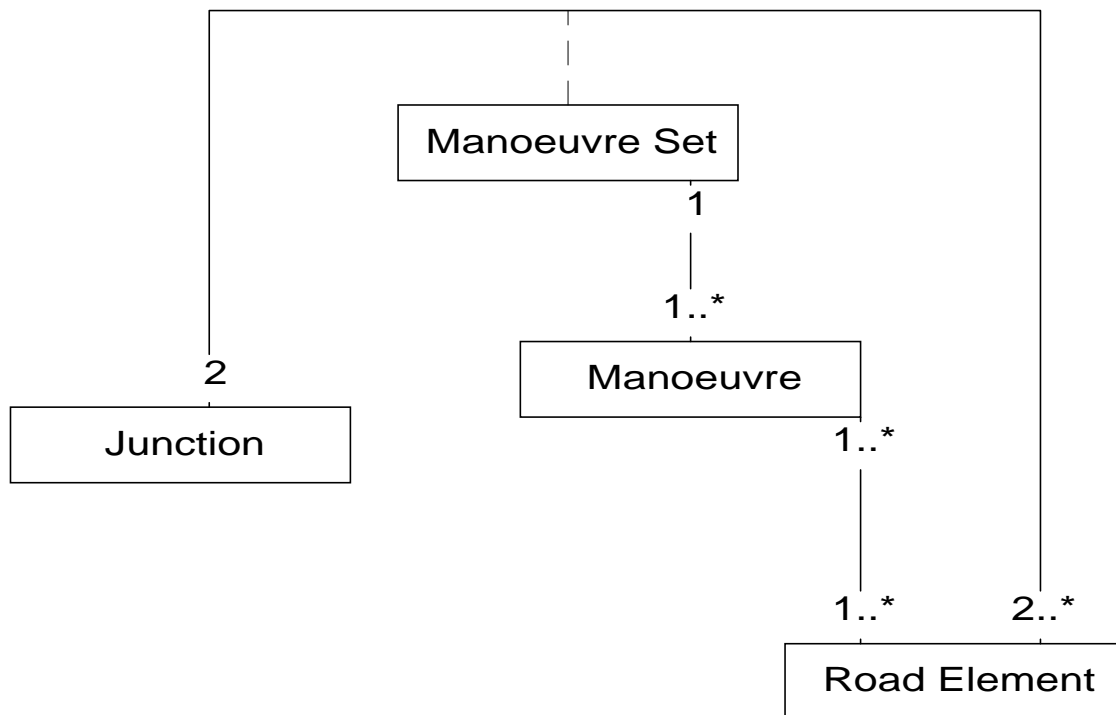 Manoeuvre Set
1
1..*
Manoeuvre
2
Junction
1..*
1..*
2..*
Road Element